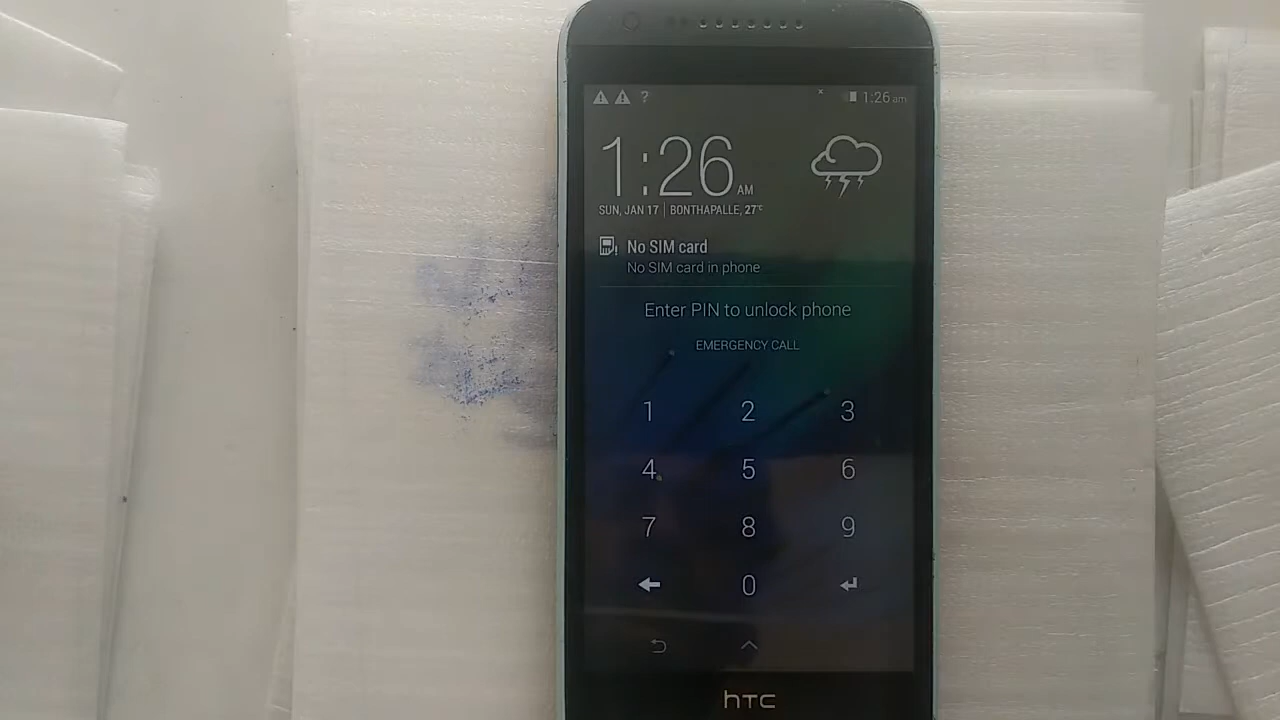 ? 1:26 am
1:26 AM
SUN, JAN 17 | BONTHAPALLE, 27°C
No SIM card
No SIM card in phone
Enter PIN to unlock phone
EMERGENCY CALL
1 2 3
4 5 6
7 8 9
0
hTC